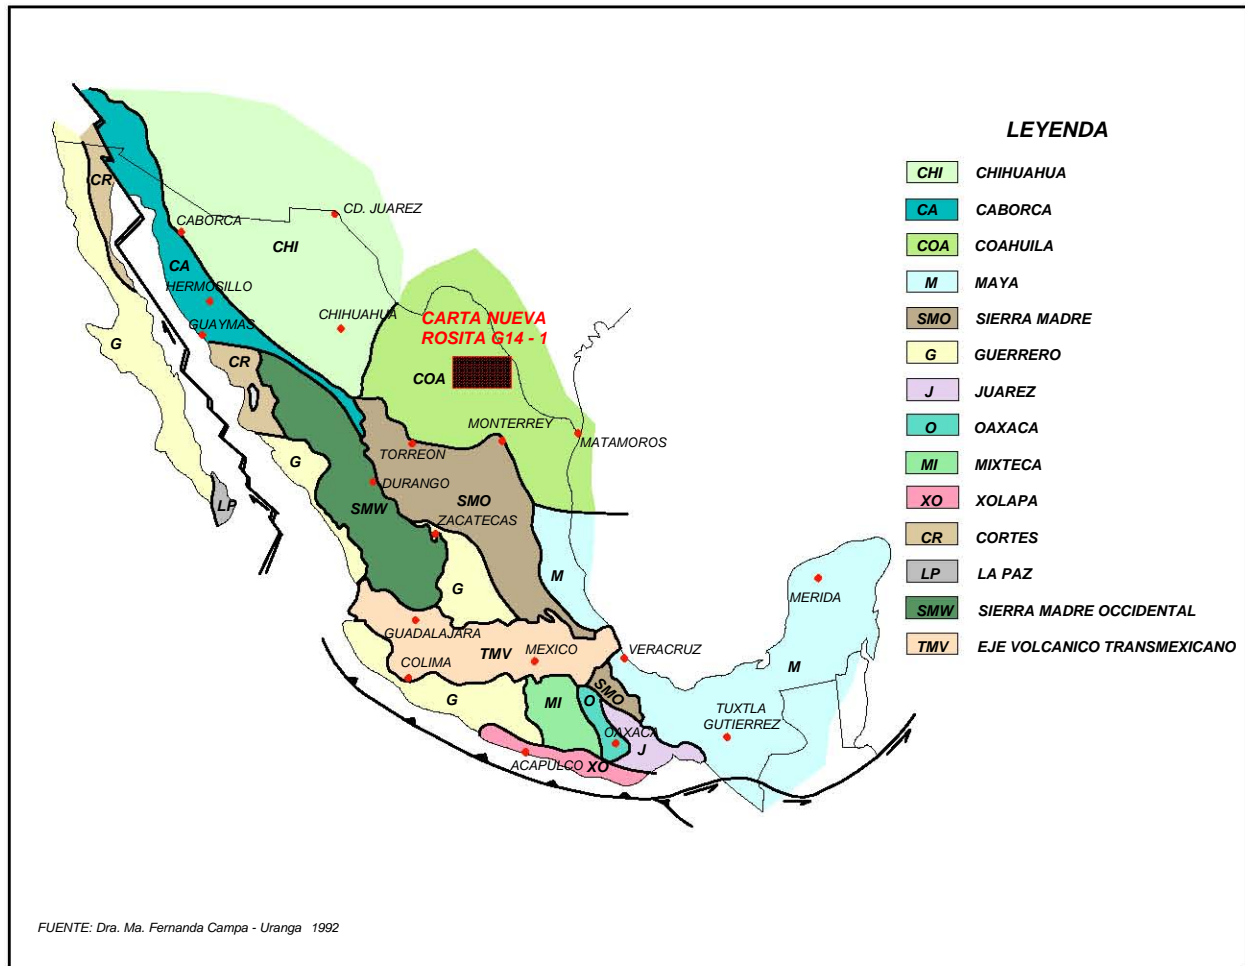 LEYENDA
CHI CHIHUAHUA
CA CABORCA
COA COAHUILA
M MAYA
SMO SIERRA MADRE
G GUERRERO
J JUAREZ
O OAXACA
MI MIXTECA
XO XOLAPA
CR CORTES
LP LA PAZ
SMW SIERRA MADRE OCCIDENTAL
TMV EJE VOLCANICO TRANSMEXICANO
CR
CABORCA
CD. JUAREZ
CHI
CA
HERMOSILLO
GUAYMAS
CHIHUAHUA
CARTA NUEVA
ROSITA G14 - 1
G
CR
COA
MONTERREY
MATAMOROS
TORREON
G
DURANGO
LP
SMW
SMO
ZACATECAS
G
M
MERIDA
GUADALAJARA
TMV
MEXICO
VERACRUZ
COLIMA
M
SMO
G
MI
O
TUXTLA
GUTIERREZ
OAXACA
J
ACAPULCO
XO
FUENTE: Dra. Ma. Fernanda Campa - Uranga 1992